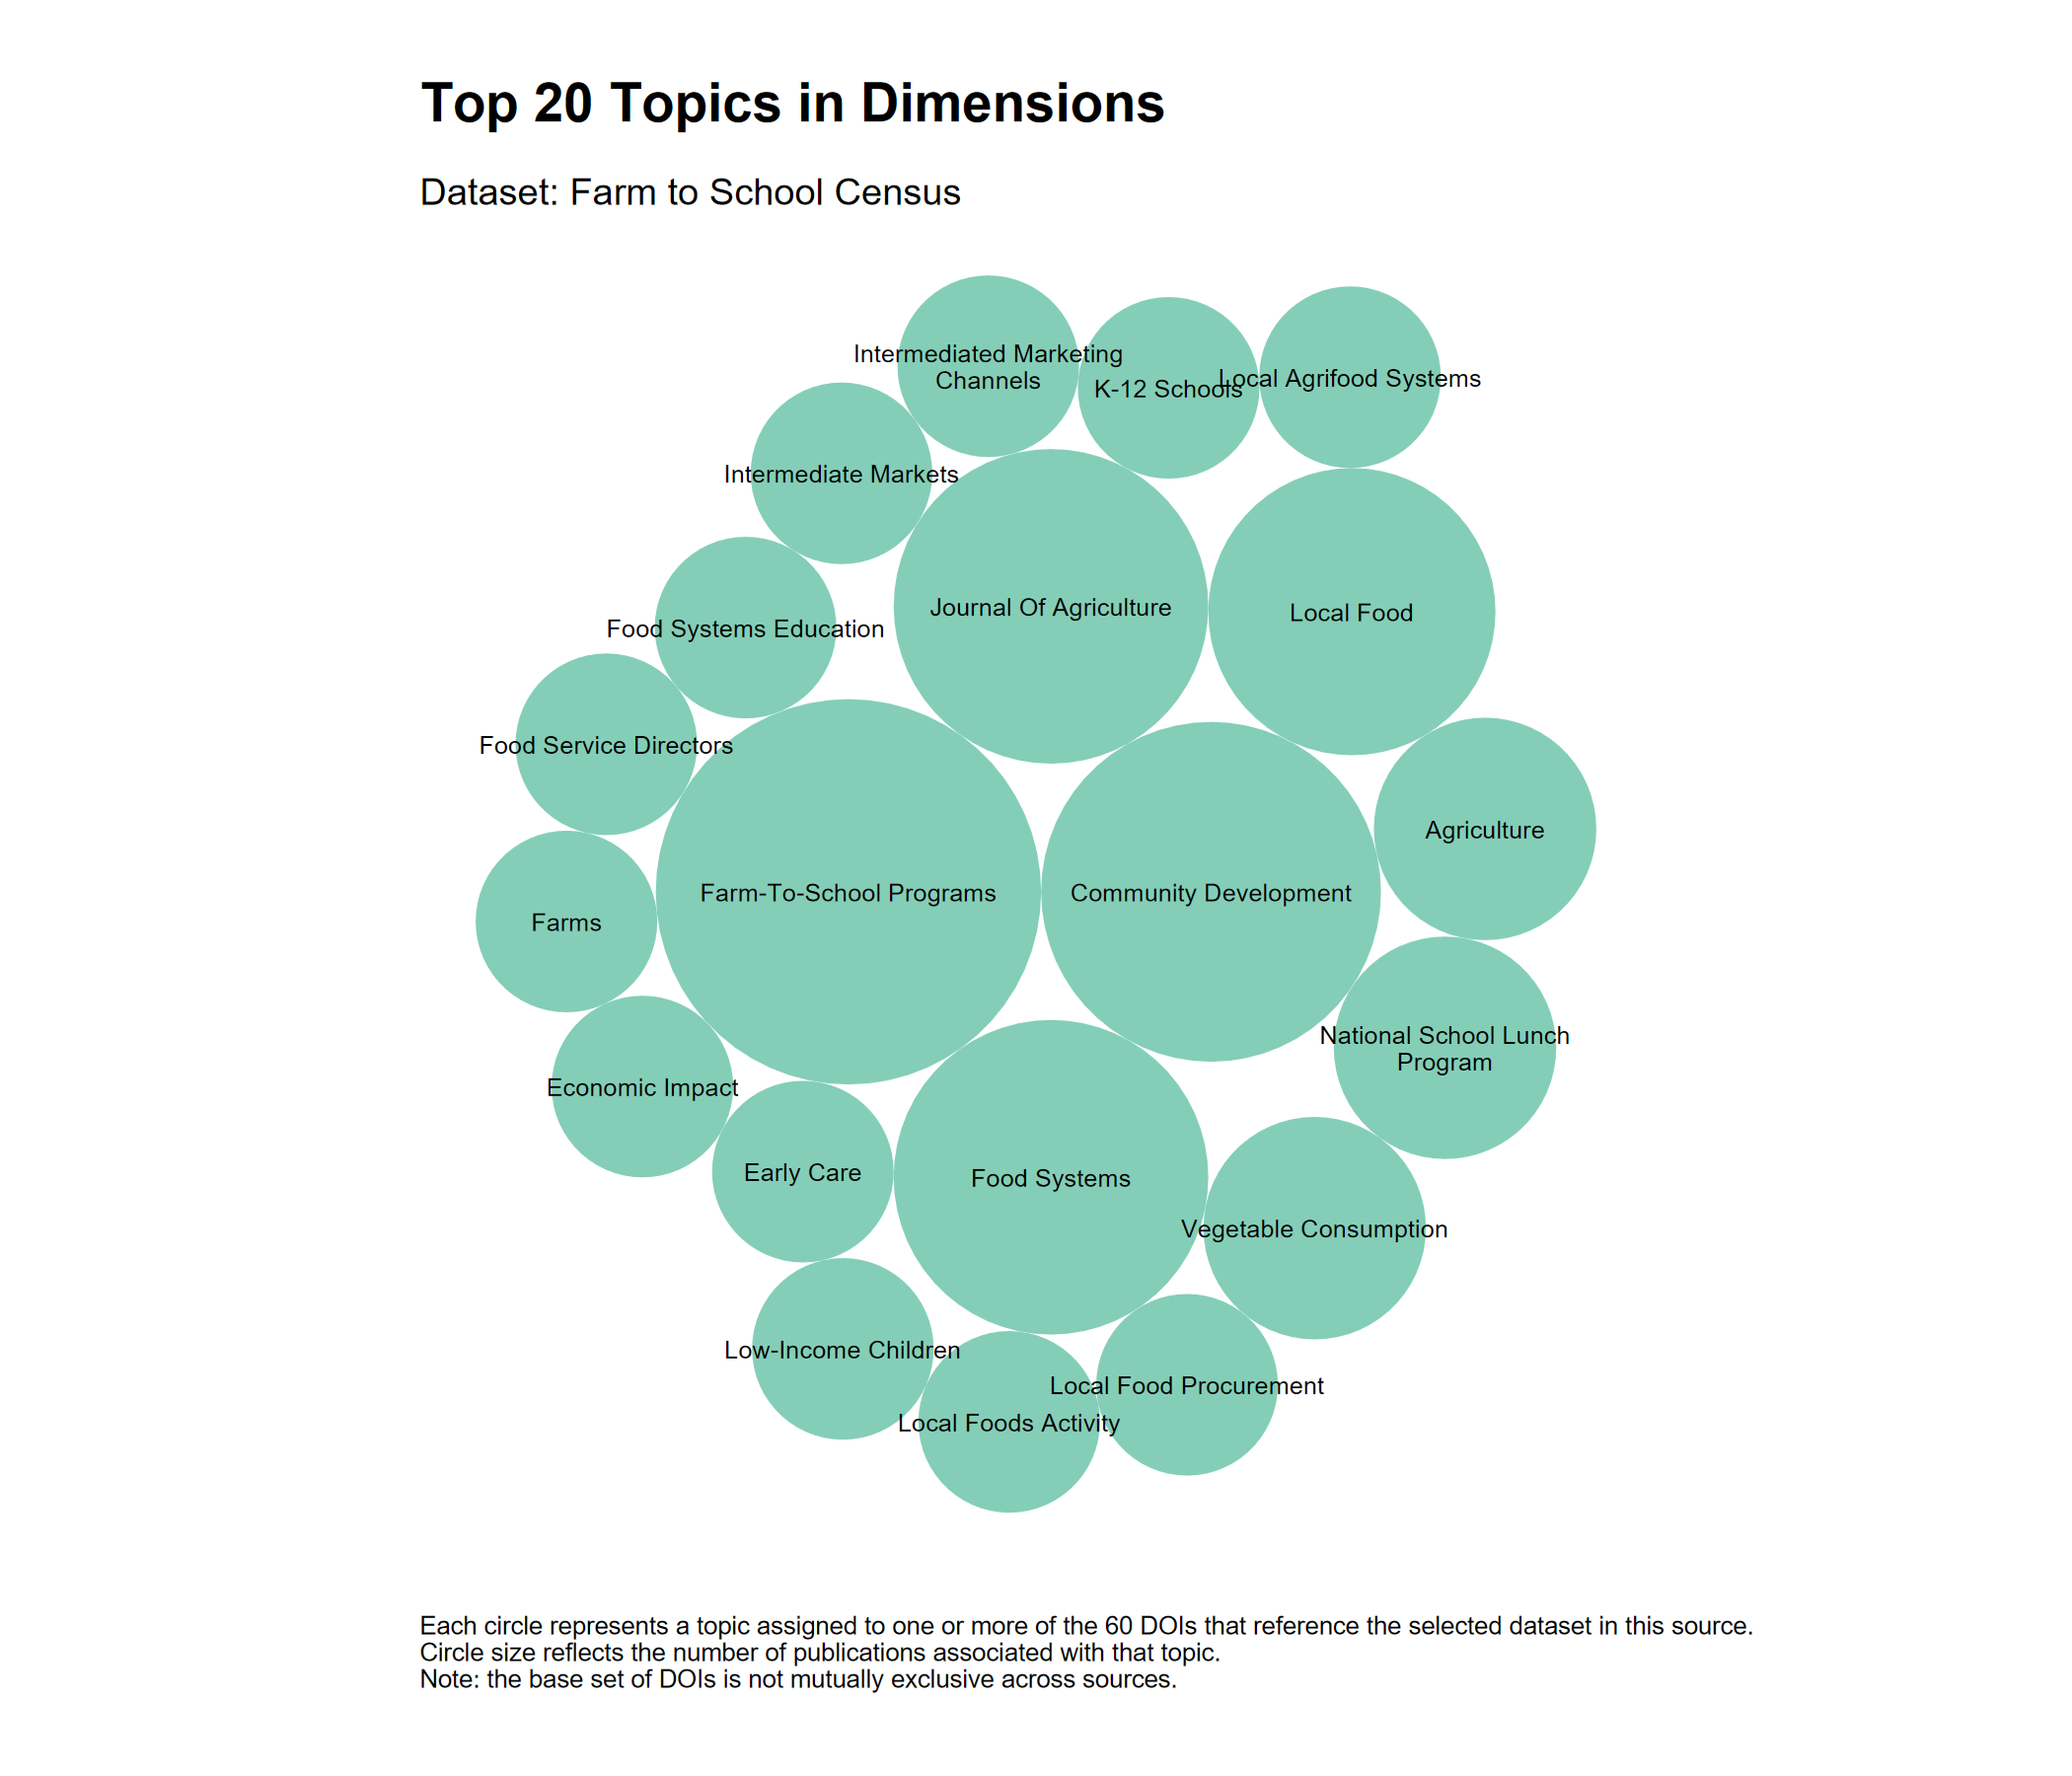 Top 20 Topics in Dimensions
Dataset: Farm to School Census
Intermediated Marketing
Channels
K-12 Schools
Local Agrifood Systems
Intermediate Markets
Journal Of Agriculture
Local Food
Food Systems Education
Food Service Directors
Agriculture
Farm-To-School Programs
Community Development
Farms
National School Lunch
Program
Economic Impact
Early Care
Food Systems
Vegetable Consumption
Low-Income Children
Local Food Procurement
Local Foods Activity
Each circle represents a topic assigned to one or more of the 60 DOIs that reference the selected dataset in this source.
Circle size reflects the number of publications associated with that topic.
Note: the base set of DOIs is not mutually exclusive across sources.